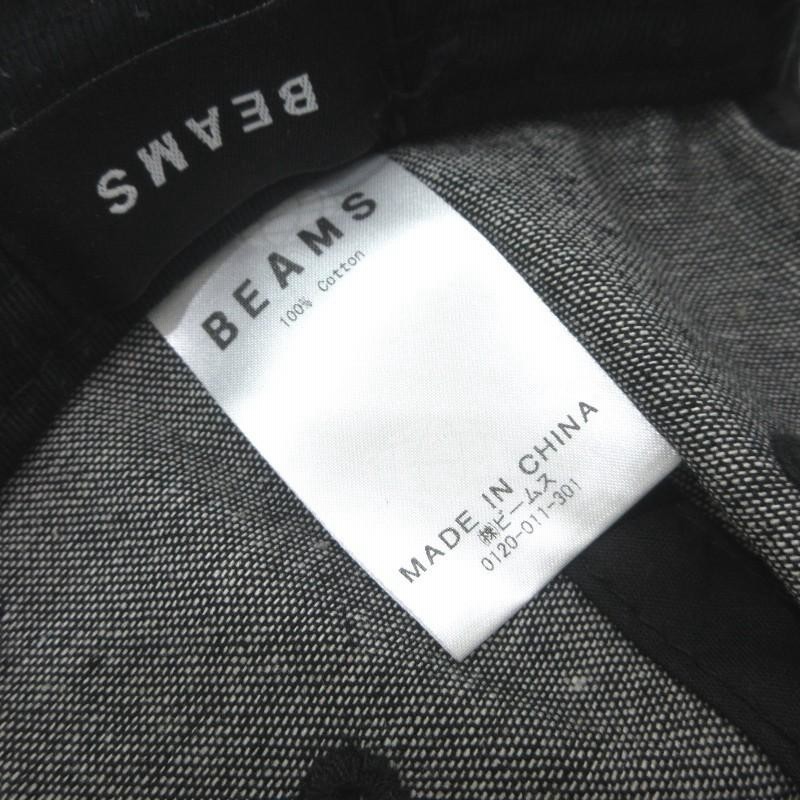 BEAMS
BEAMS
100% Cotton
MADE IN CHINA
㈱ビームス
0120-011-301